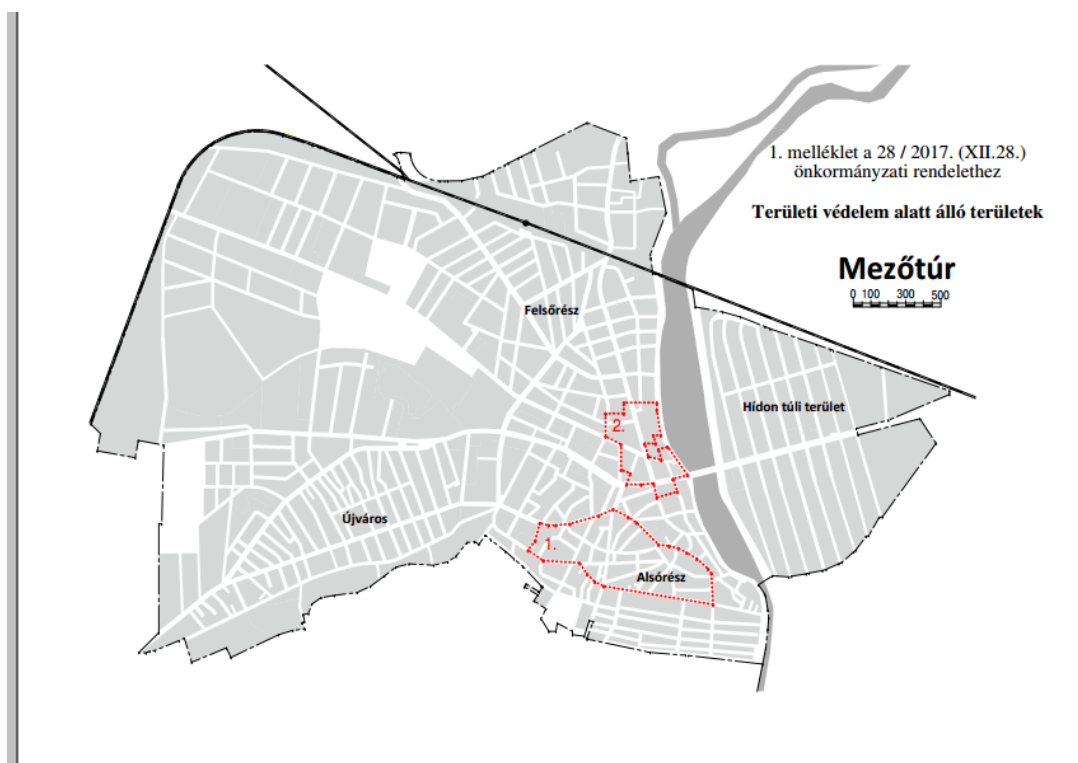 1. melléklet a 28 / 2017. (XII.28.)
önkormányzati rendelethez
Területi védelem alatt álló területek
Mezőtúr
0 100 300 500
Felsőrész
Hídon túli terület
2.
Újváros
1.
Alsórész